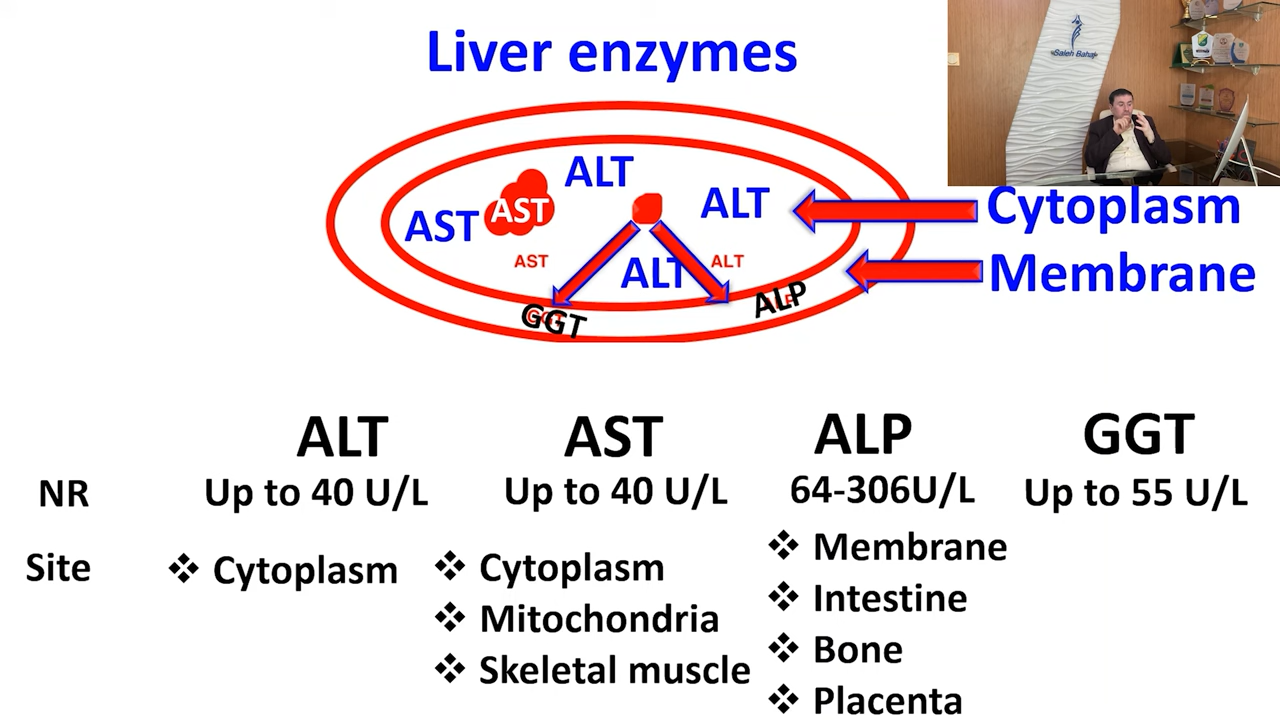 Liver enzymes
Saleh Bahaj
ALT
AST AST ALT
AST ALT ALT
GGT ALP
Cytoplasm
Membrane
ALT AST ALP GGT
NR Up to 40 U/L Up to 40 U/L 64-306U/L Up to 55 U/L
Site ❖ Cytoplasm ❖ Cytoplasm ❖ Membrane
❖ Mitochondria ❖ Intestine
❖ Skeletal muscle ❖ Bone
❖ Placenta